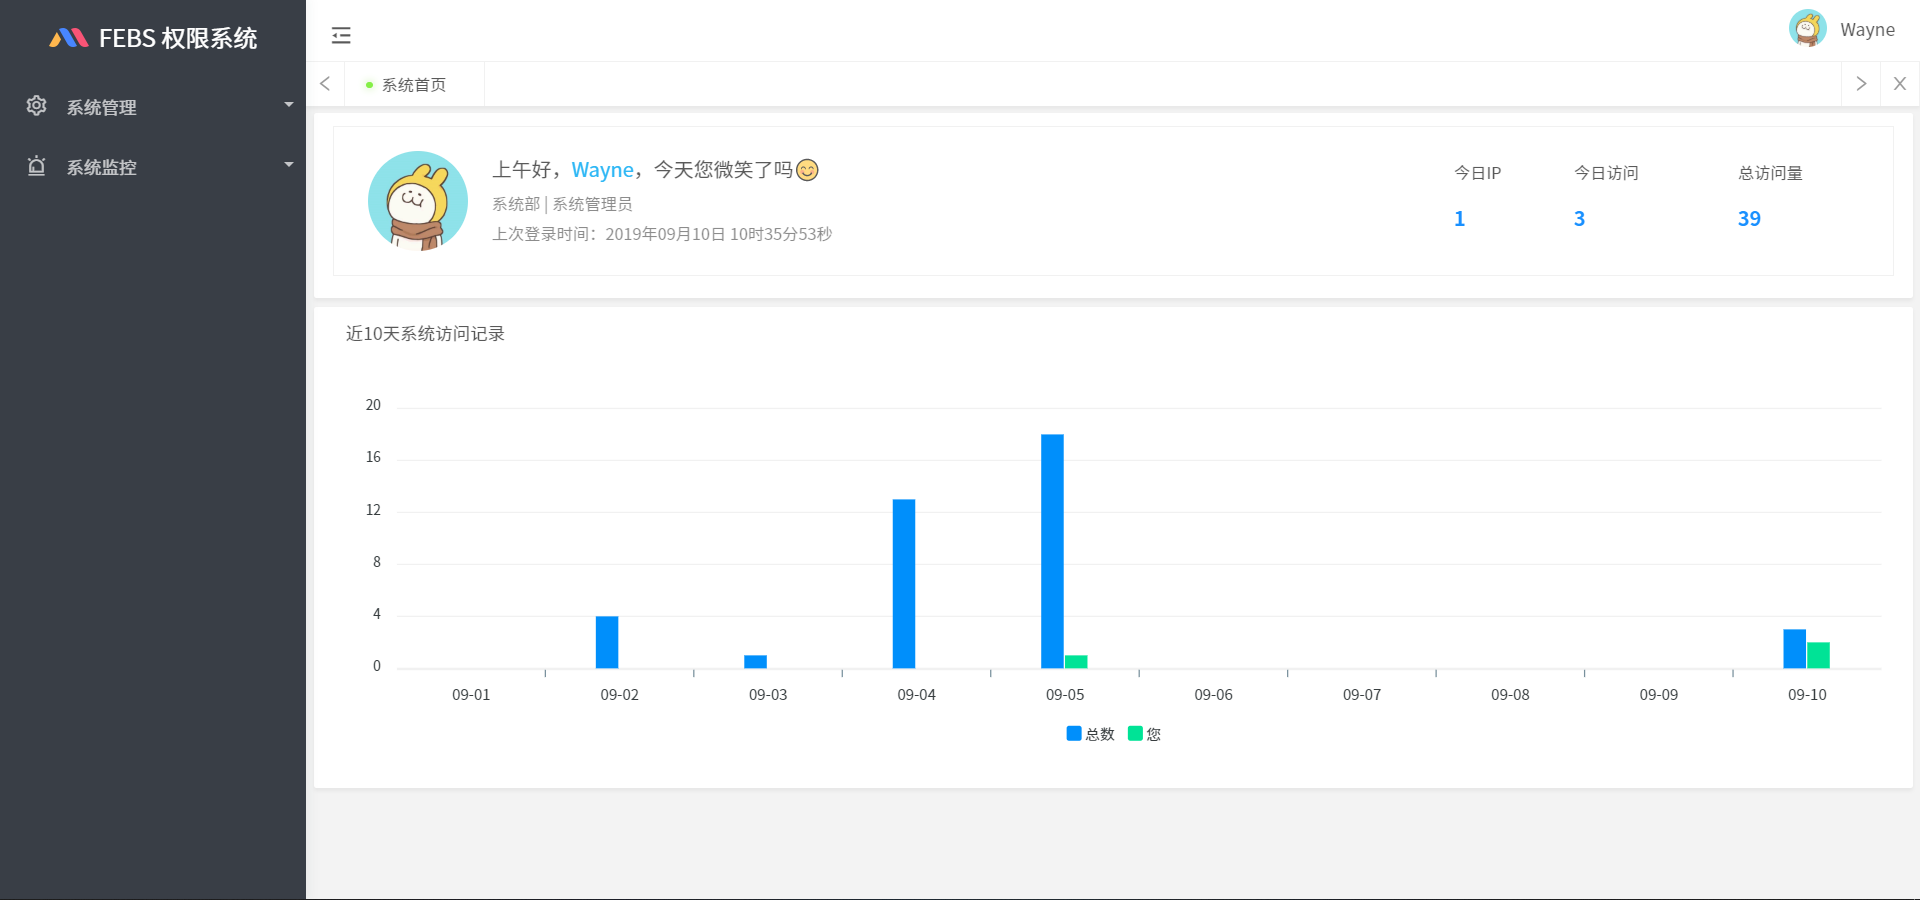 FEBS 权限系统
系统管理
系统监控
Wayne
系统首页
上午好，Wayne，今天您微笑了吗😊
系统部 | 系统管理员
上次登录时间：2019年09月10日 10时35分53秒
今日IP 今日访问 总访问量
1 3 39
近10天系统访问记录
20
16
12
8
4
0
09-01 09-02 09-03 09-04 09-05 09-06 09-07 09-08 09-09 09-10
总数 您